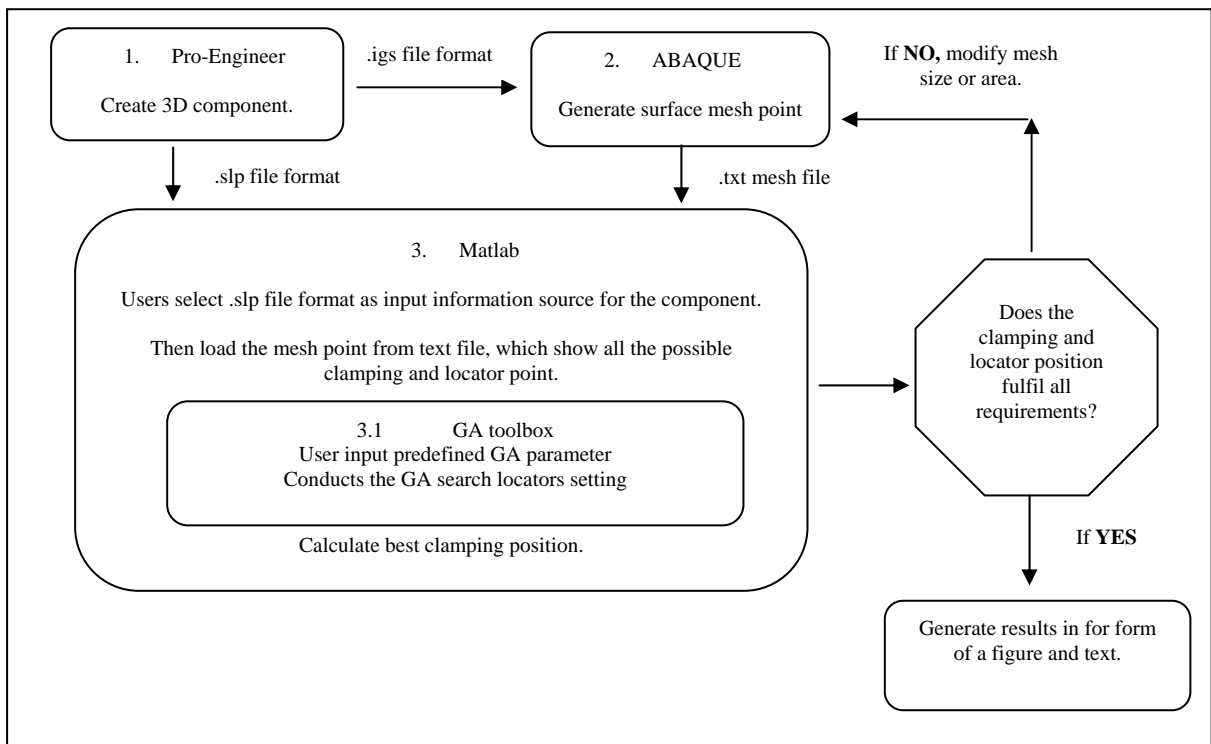 1. Pro-Engineer
Create 3D component.
.igs file format
2. ABAQUE
Generate surface mesh point
If NO, modify mesh
size or area.
.slp file format
.txt mesh file
3. Matlab
Users select .slp file format as input information source for the component.
Then load the mesh point from text file, which show all the possible
clamping and locator point.
3.1 GA toolbox
User input predefined GA parameter
Conducts the GA search locators setting
Calculate best clamping position.
Does the
clamping and
locator position
fulfil all
requirements?
If YES
Generate results in for form
of a figure and text.